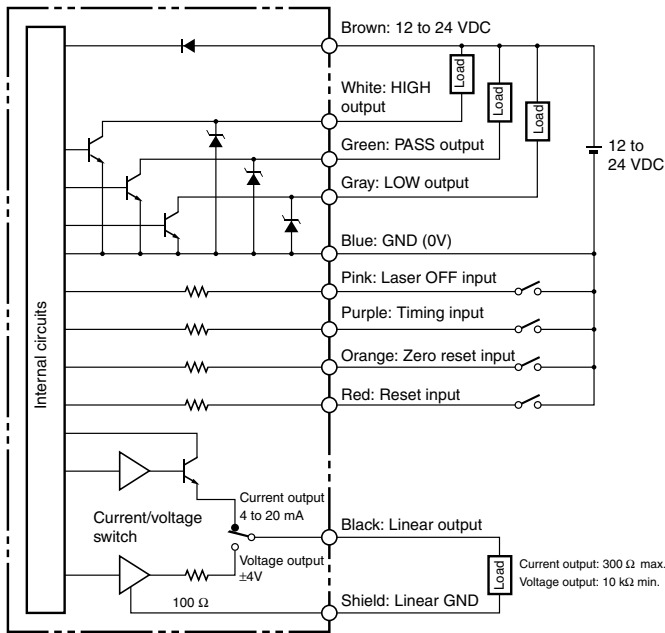 Brown: 12 to 24 VDC
White: HIGH
output
Load
Load
Load
Green: PASS output
12 to
24 VDC
Gray: LOW output
Blue: GND (0V)
Pink: Laser OFF input
Purple: Timing input
Internal circuits
Orange: Zero reset input
Red: Reset input
Current output
4 to 20 mA
Current/voltage
switch
Black: Linear output
Voltage output
±4V
Load
Current output: 300 Ω max.
Voltage output: 10 kΩ min.
100 Ω
Shield: Linear GND